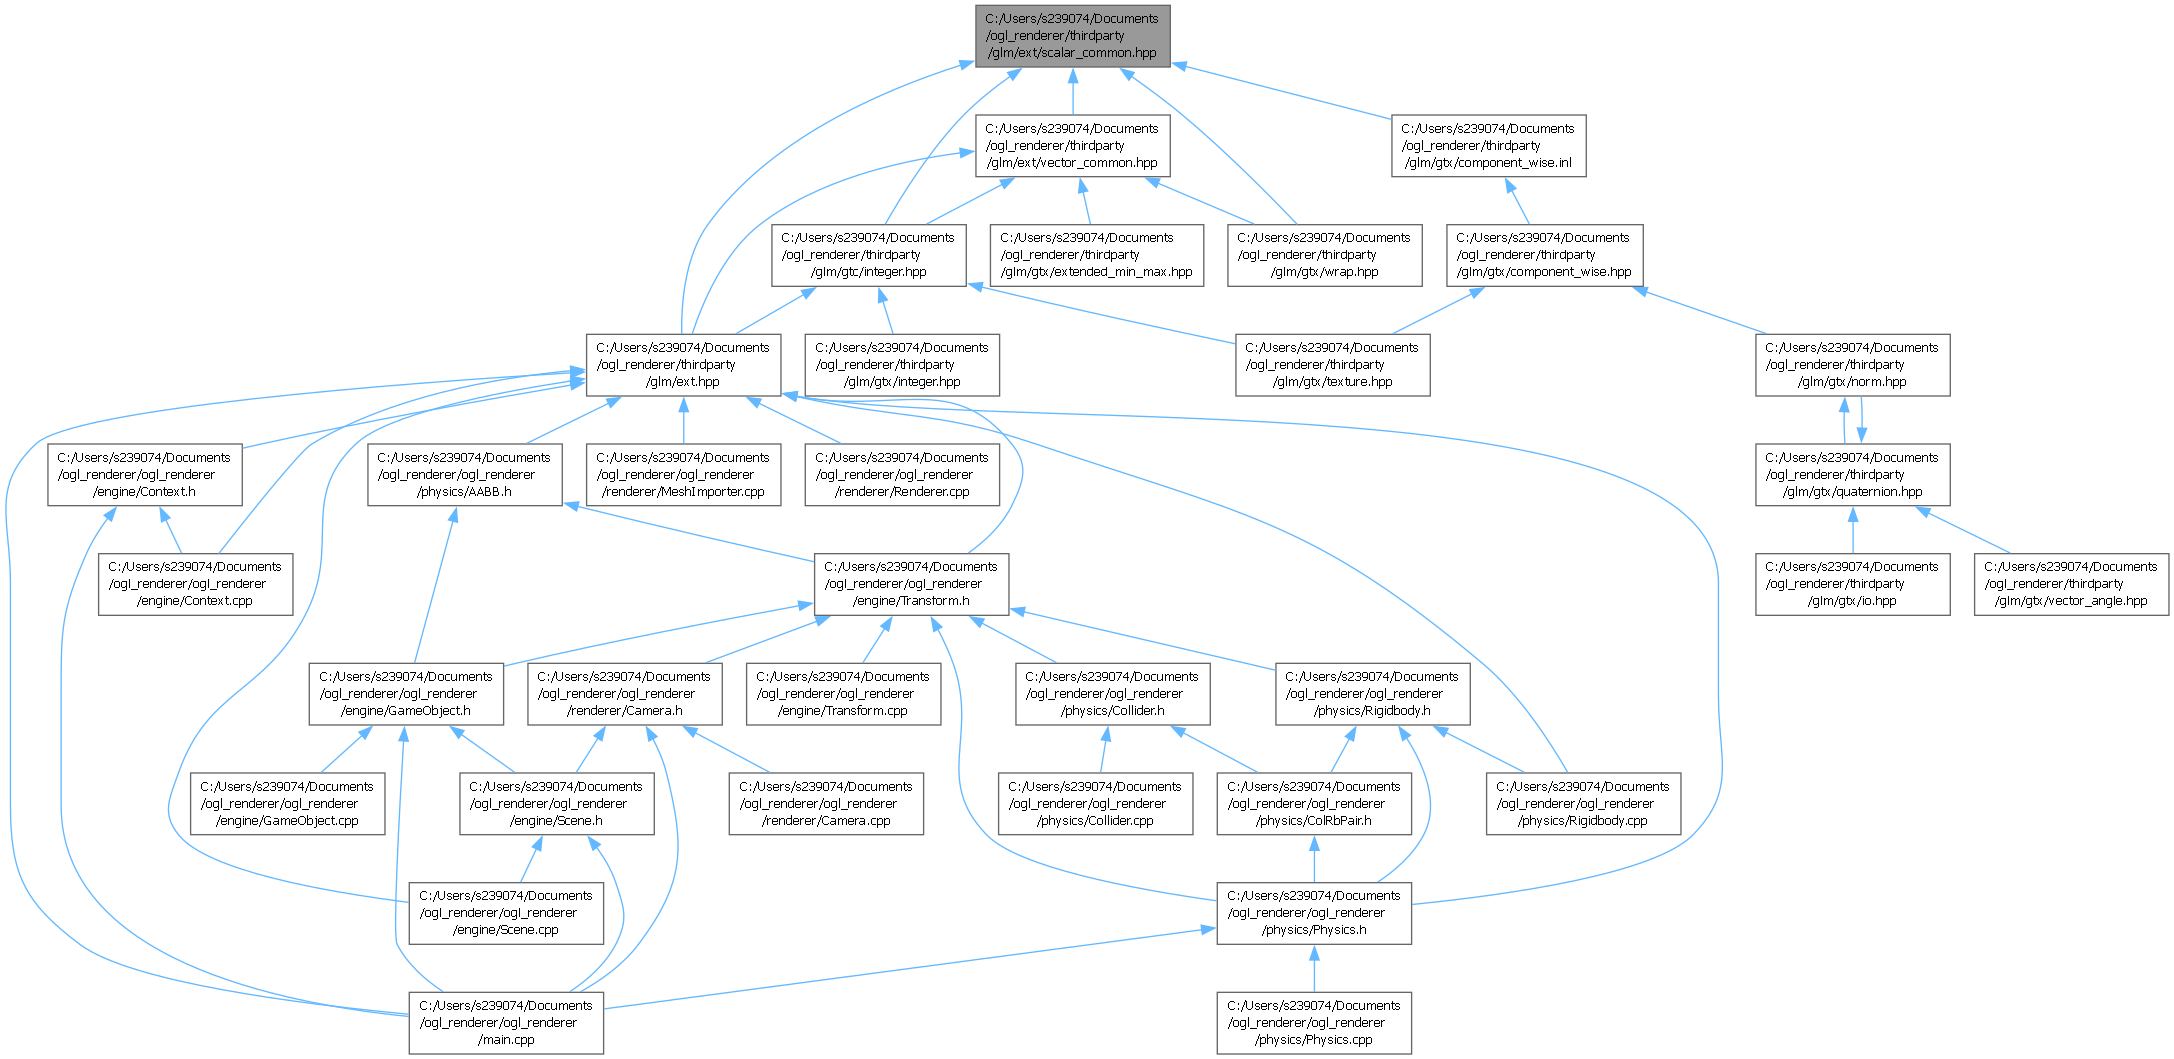 C:/Users/s239074/Documents
/ogl_renderer/thirdparty
/glm/ext/scalar_common.hpp
C:/Users/s239074/Documents
/ogl_renderer/thirdparty
/glm/ext/vector_common.hpp
C:/Users/s239074/Documents
/ogl_renderer/thirdparty
/glm/gtx/component_wise.inl
C:/Users/s239074/Documents
/ogl_renderer/thirdparty
/glm/gtc/integer.hpp
C:/Users/s239074/Documents
/ogl_renderer/thirdparty
/glm/gtx/extended_min_max.hpp
C:/Users/s239074/Documents
/ogl_renderer/thirdparty
/glm/gtx/wrap.hpp
C:/Users/s239074/Documents
/ogl_renderer/thirdparty
/glm/gtx/component_wise.hpp
C:/Users/s239074/Documents
/ogl_renderer/thirdparty
/glm/ext.hpp
C:/Users/s239074/Documents
/ogl_renderer/thirdparty
/glm/gtx/integer.hpp
C:/Users/s239074/Documents
/ogl_renderer/thirdparty
/glm/gtx/texture.hpp
C:/Users/s239074/Documents
/ogl_renderer/thirdparty
/glm/gtx/norm.hpp
C:/Users/s239074/Documents
/ogl_renderer/ogl_renderer
/engine/Context.h
C:/Users/s239074/Documents
/ogl_renderer/ogl_renderer
/physics/AABB.h
C:/Users/s239074/Documents
/ogl_renderer/ogl_renderer
/renderer/MeshImporter.cpp
C:/Users/s239074/Documents
/ogl_renderer/ogl_renderer
/renderer/Renderer.cpp
C:/Users/s239074/Documents
/ogl_renderer/thirdparty
/glm/gtx/quaternion.hpp
C:/Users/s239074/Documents
/ogl_renderer/ogl_renderer
/engine/Context.cpp
C:/Users/s239074/Documents
/ogl_renderer/ogl_renderer
/engine/Transform.h
C:/Users/s239074/Documents
/ogl_renderer/thirdparty
/glm/gtx/io.hpp
C:/Users/s239074/Documents
/ogl_renderer/thirdparty
/glm/gtx/vector_angle.hpp
C:/Users/s239074/Documents
/ogl_renderer/ogl_renderer
/engine/GameObject.h
C:/Users/s239074/Documents
/ogl_renderer/ogl_renderer
/renderer/Camera.h
C:/Users/s239074/Documents
/ogl_renderer/ogl_renderer
/engine/Transform.cpp
C:/Users/s239074/Documents
/ogl_renderer/ogl_renderer
/physics/Collider.h
C:/Users/s239074/Documents
/ogl_renderer/ogl_renderer
/physics/Rigidbody.h
C:/Users/s239074/Documents
/ogl_renderer/ogl_renderer
/engine/GameObject.cpp
C:/Users/s239074/Documents
/ogl_renderer/ogl_renderer
/engine/Scene.h
C:/Users/s239074/Documents
/ogl_renderer/ogl_renderer
/renderer/Camera.cpp
C:/Users/s239074/Documents
/ogl_renderer/ogl_renderer
/physics/Collider.cpp
C:/Users/s239074/Documents
/ogl_renderer/ogl_renderer
/physics/ColRbPair.h
C:/Users/s239074/Documents
/ogl_renderer/ogl_renderer
/physics/Rigidbody.cpp
C:/Users/s239074/Documents
/ogl_renderer/ogl_renderer
/engine/Scene.cpp
C:/Users/s239074/Documents
/ogl_renderer/ogl_renderer
/physics/Physics.h
C:/Users/s239074/Documents
/ogl_renderer/ogl_renderer
/main.cpp
C:/Users/s239074/Documents
/ogl_renderer/ogl_renderer
/physics/Physics.cpp